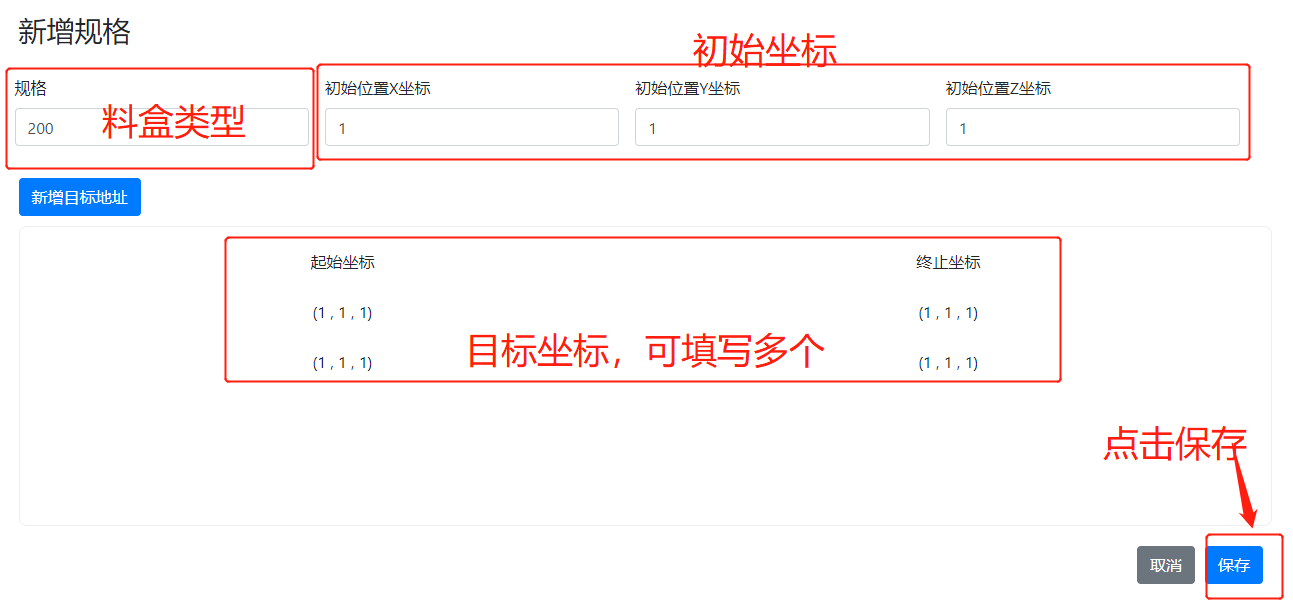 新增规格
初始坐标
规格
初始位置X坐标
初始位置Y坐标
初始位置Z坐标
200
料盒类型
1
1
1
新增目标地址
起始坐标
终止坐标
(1 , 1 , 1)
(1 , 1 , 1)
目标坐标，可填写多个
(1 , 1 , 1)
(1 , 1 , 1)
点击保存
取消
保存